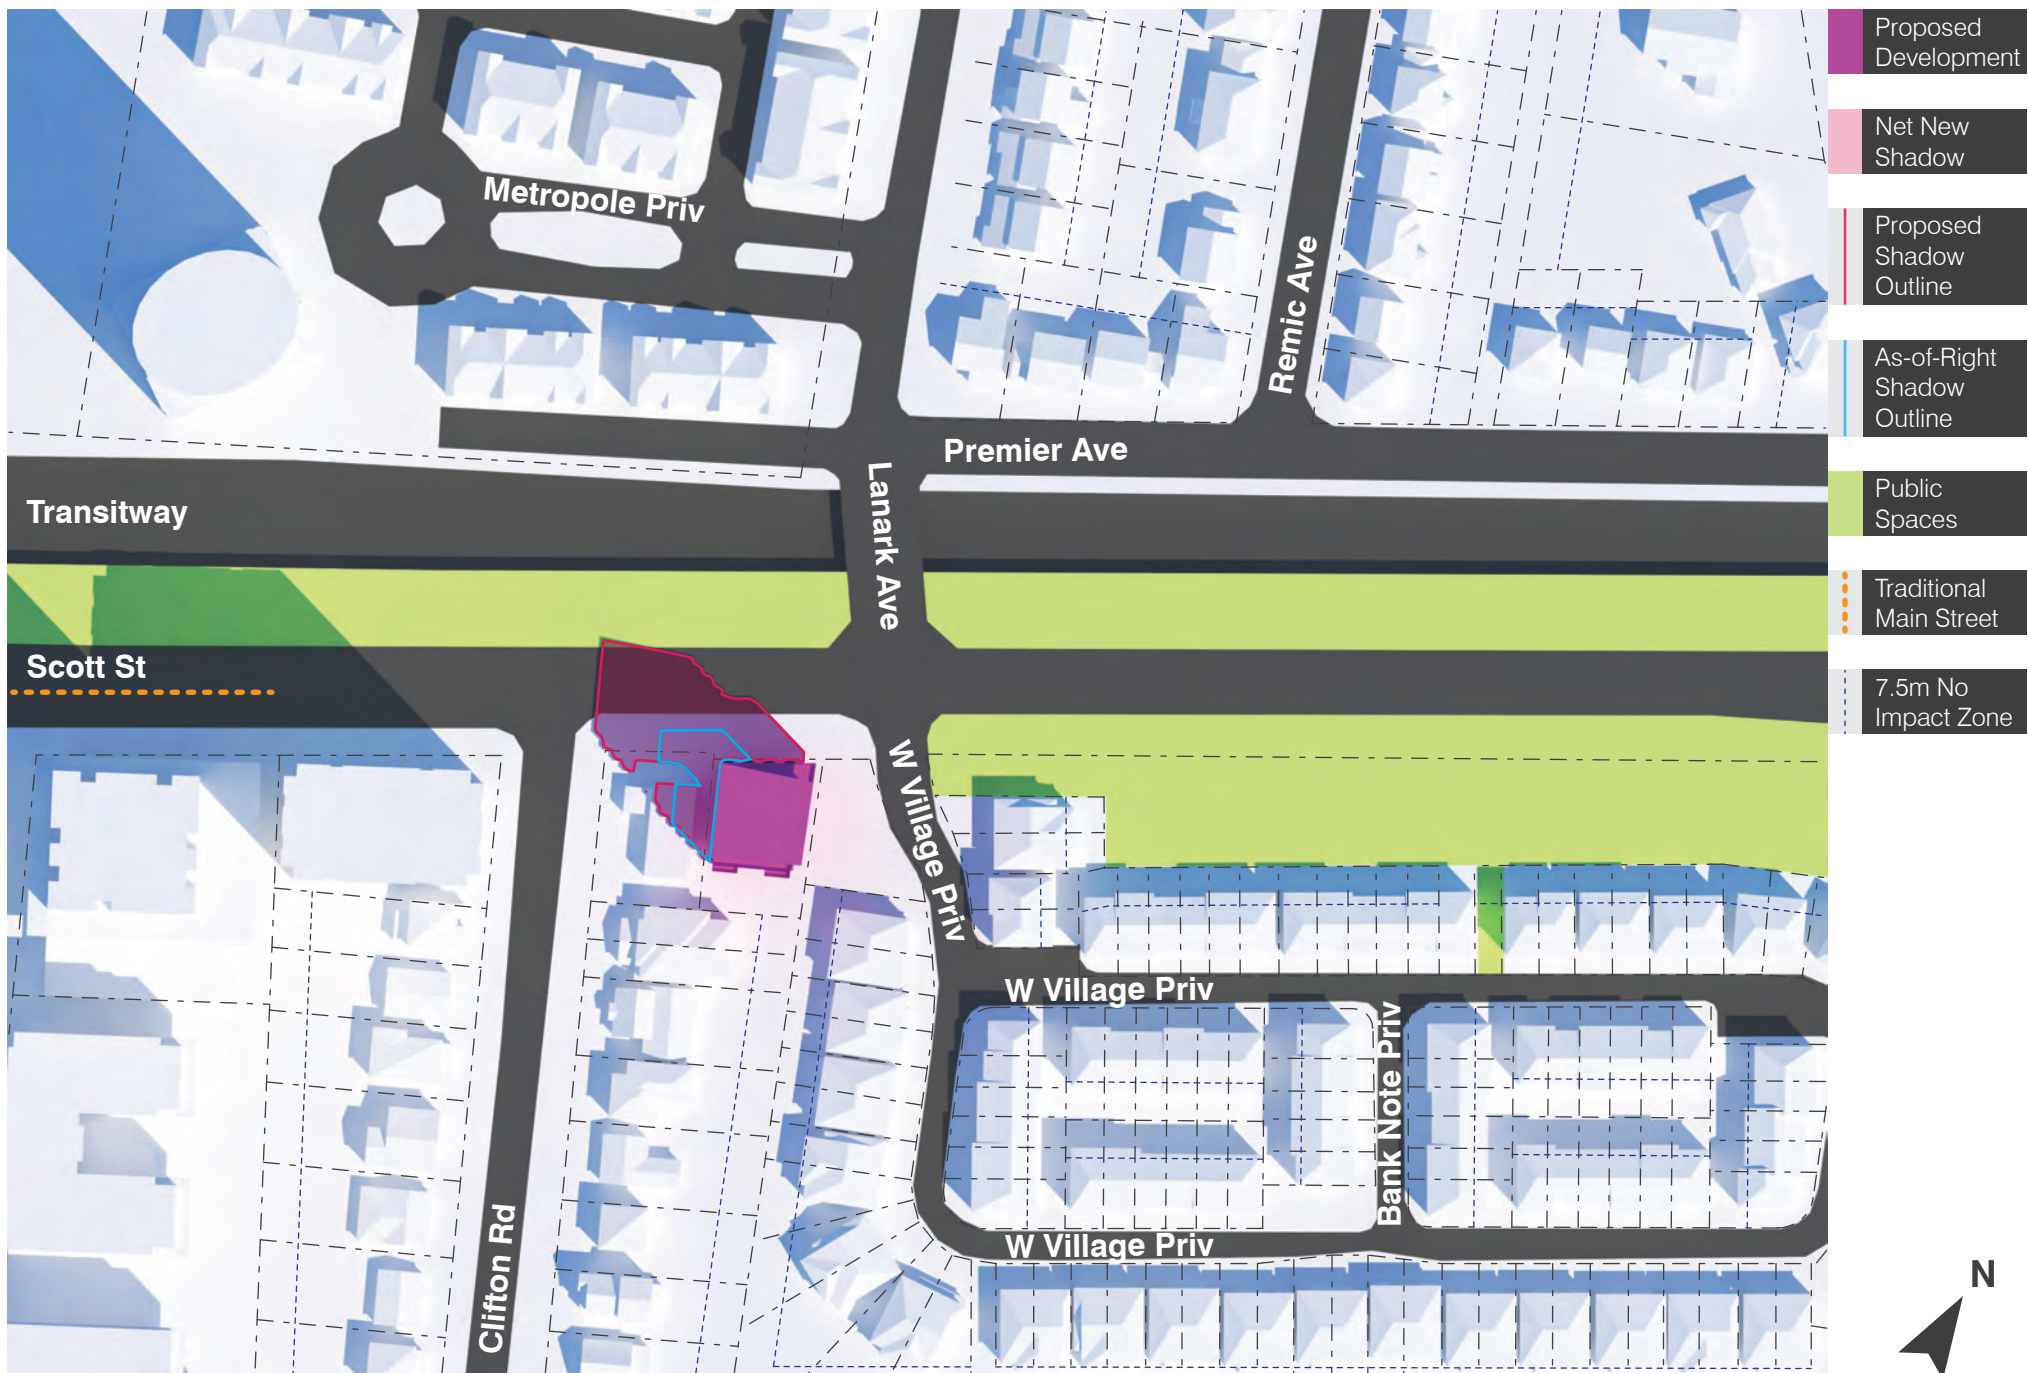 Metropole Priv
Remic Ave
Premier Ave
Lanark Ave
Transitway
Scott St
W Village Priv
W Village Priv
Bank Note Priv
W Village Priv
Clifton Rd
Proposed
Development
Net New
Shadow
Proposed
Shadow
Outline
As-of-Right
Shadow
Outline
Public
Spaces
Traditional
Main Street
7.5m No
Impact Zone
N